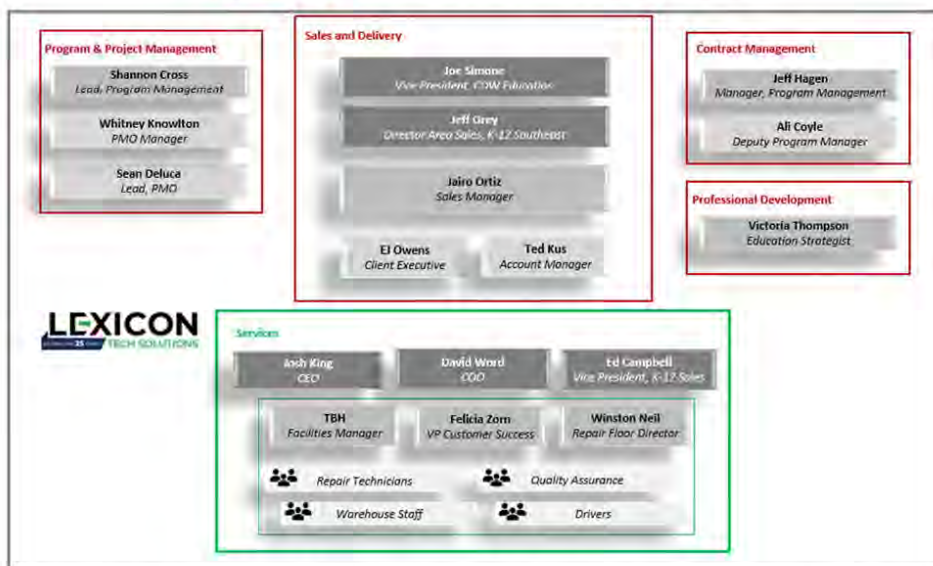 Program & Project Management
Shannon Cross
Lead, Program Management
Whitney Knowlton
PMO Manager
Sean Deluca
Lead, PMO
Sales and Delivery
Joe Simone
Vice President, CDW Education
Jeff Grey
Director Area Sales, K-12 Southeast
Jairo Ortiz
Sales Manager
EJ Owens
Client Executive
Ted Kus
Account Manager
Contract Management
Jeff Hagen
Manager, Program Management
Ali Coyle
Deputy Program Manager
Professional Development
Victoria Thompson
Education Strategist
LEXICON
25
TECH SOLUTIONS
Services
Josh King
CEO
David Word
COO
Ed Campbell
Vice President, K-12 Sales
TBH
Facilities Manager
Felicia Zorn
VP Customer Success
Winston Neil
Repair Floor Director
Repair Technicians
Quality Assurance
Warehouse Staff
Drivers